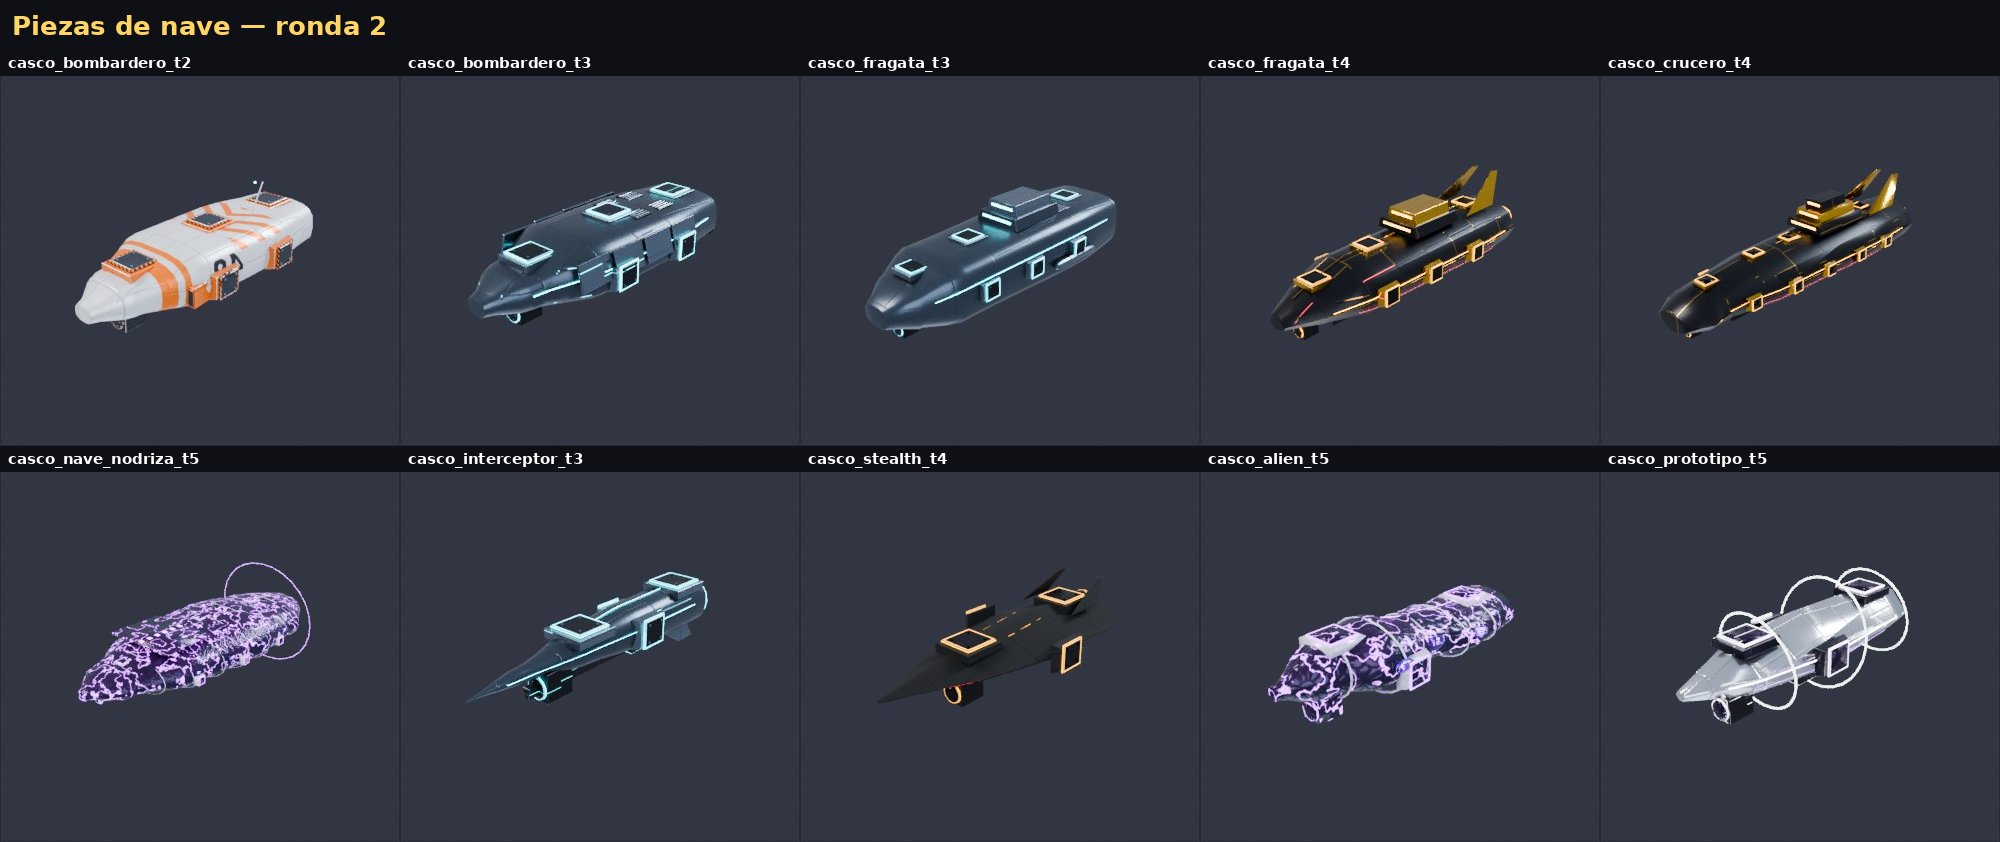 Piezas de nave — ronda 2
casco_bombardero_t2
casco_bombardero_t3
casco_fragata_t3
casco_fragata_t4
casco_crucero_t4
casco_nave_nodriza_t5
casco_interceptor_t3
casco_stealth_t4
casco_alien_t5
casco_prototipo_t5